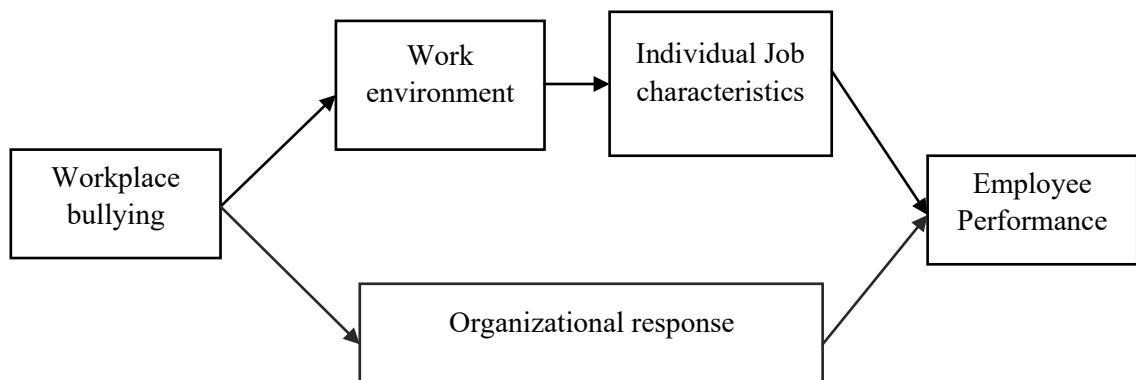 Work
environment
Individual Job
characteristics
Workplace
bullying
Employee
Performance
Organizational response